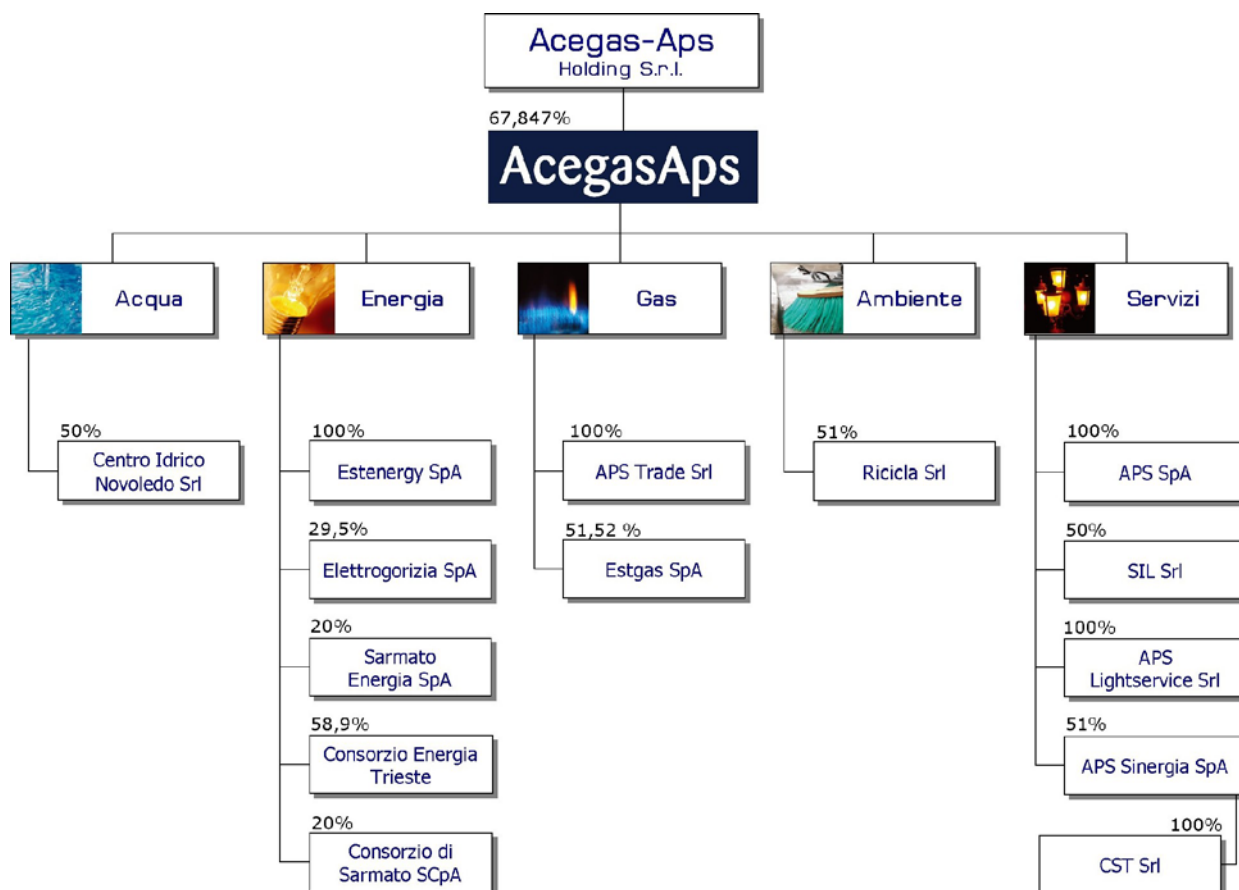 Acegas-Aps
Holding S.r.l.
67,847%
AcegasAps
Acqua
Energia
Gas
Ambiente
Servizi
50%
Centro Idrico
Novoledo Srl
100%
Estenergy SpA
29,5%
Elettrogorizia SpA
20%
Sarmato
Energia SpA
58,9%
Consorzio Energia
Trieste
20%
Consorzio di
Sarmato SCpA
100%
APS Trade Srl
51,52 %
Estgas SpA
51%
Ricicla Srl
100%
APS SpA
50%
SIL Srl
100%
APS
Lightservice Srl
51%
APS Sinergia SpA
100%
CST Srl